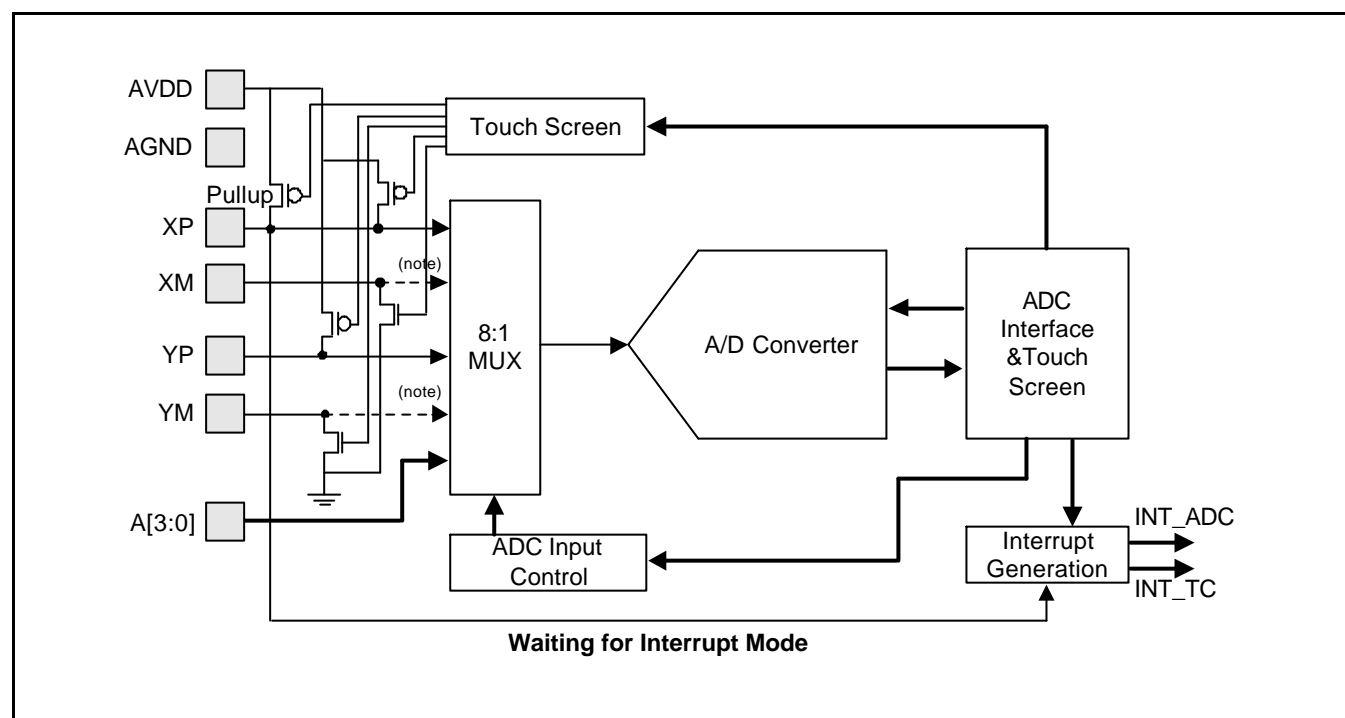 AVDD
AGND
Pullup
XP
XM
YP
YM
A[3:0]
(note)
(note)
Touch Screen
8:1
MUX
A/D Converter
ADC
Interface
&Touch
Screen
ADC Input
Control
Interrupt
Generation
INT_ADC
INT_TC
Waiting for Interrupt Mode